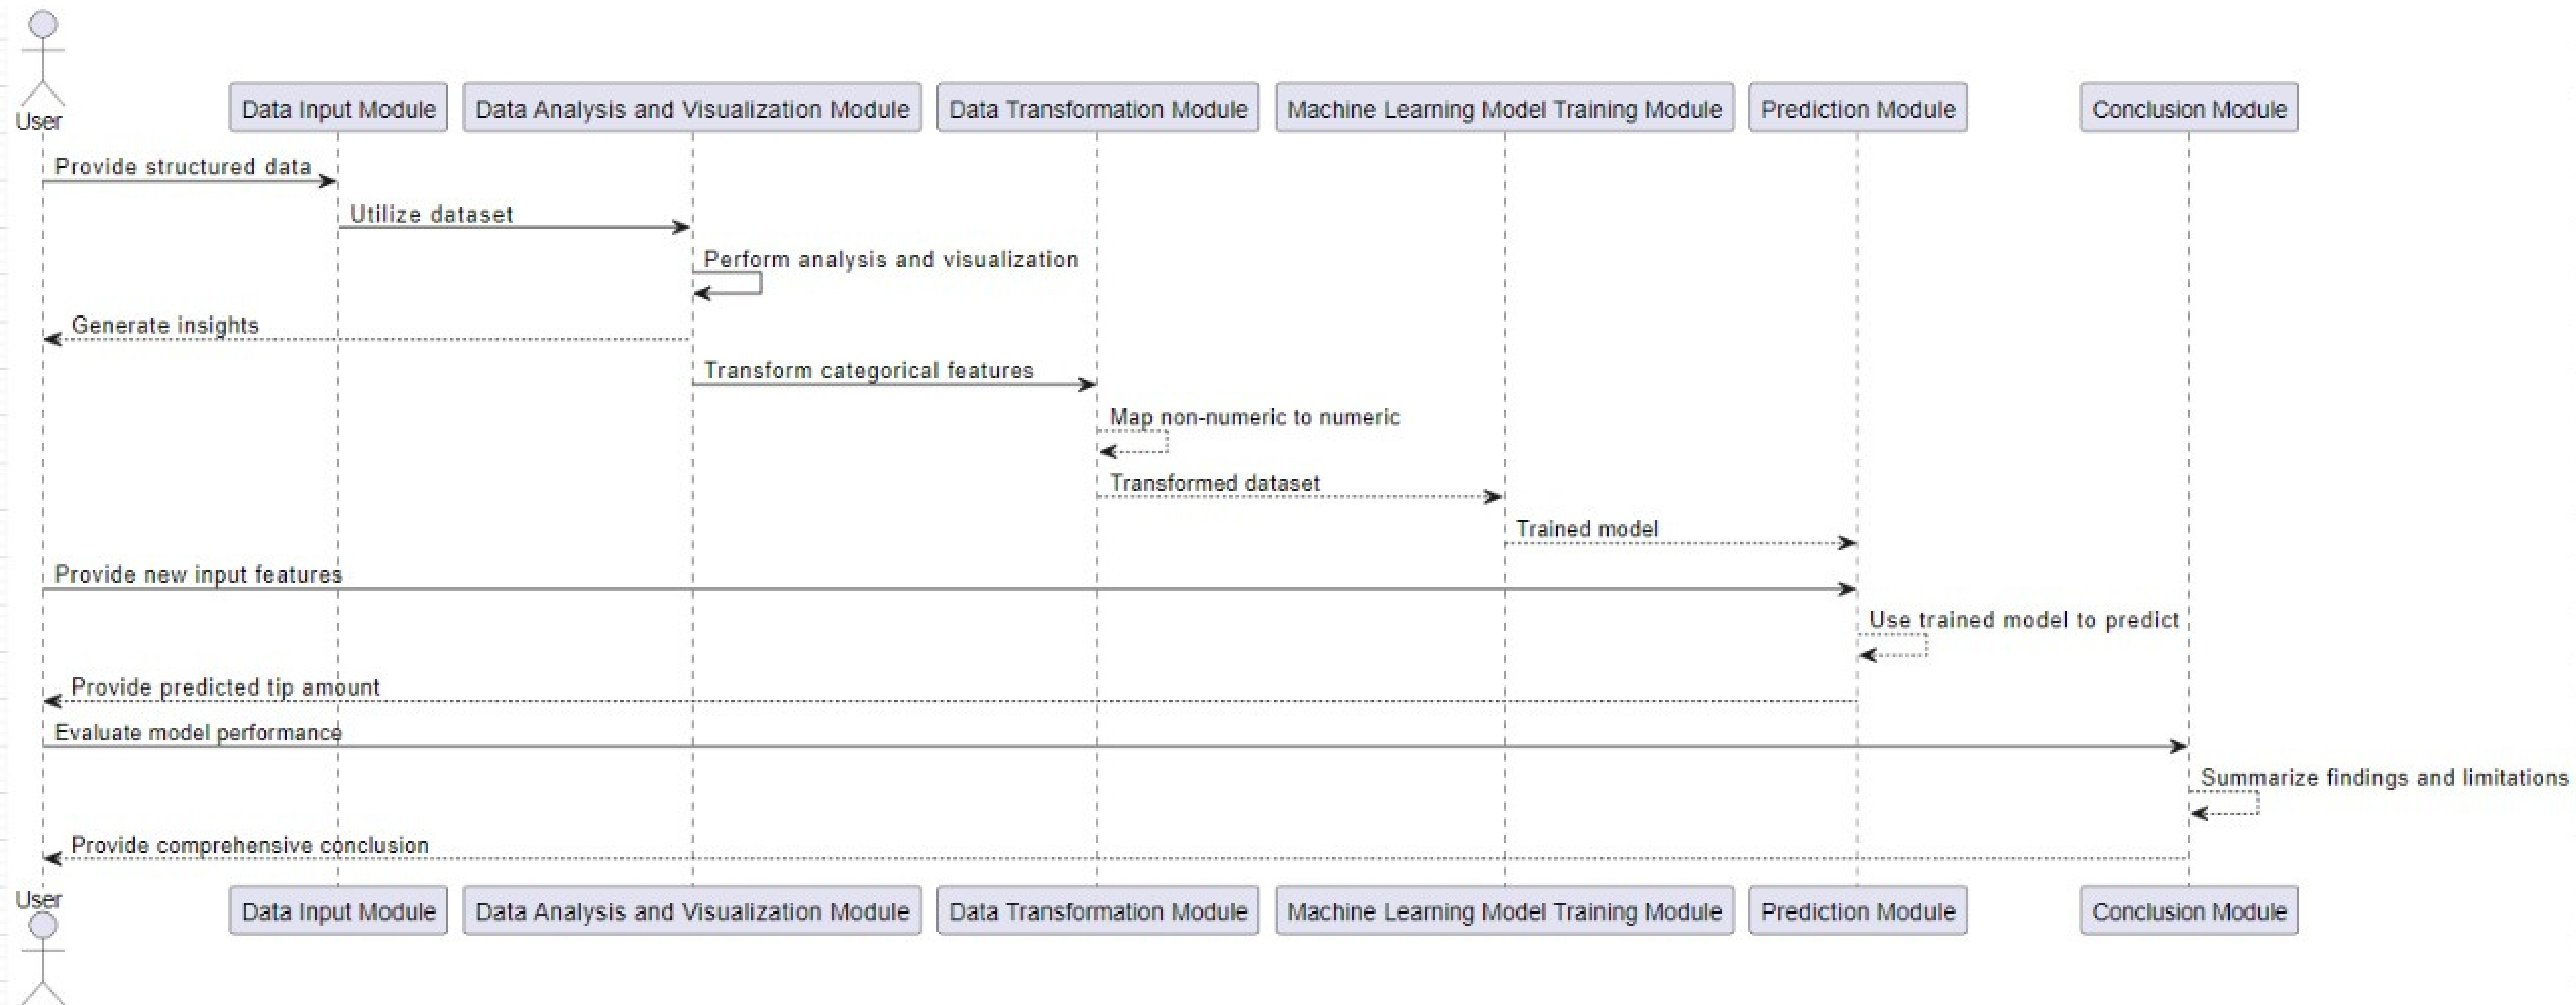 User
Data Input Module
Data Analysis and Visualization Module
Data Transformation Module
Machine Learning Model Training Module
Prediction Module
Conclusion Module
Provide structured data
Utilize dataset
Perform analysis and visualization
Generate insights
Transform categorical features
Map non-numeric to numeric
Transformed dataset
Trained model
Provide new input features
Use trained model to predict
Provide predicted tip amount
Evaluate model performance
Summarize findings and limitations
Provide comprehensive conclusion
User
Data Input Module
Data Analysis and Visualization Module
Data Transformation Module
Machine Learning Model Training Module
Prediction Module
Conclusion Module